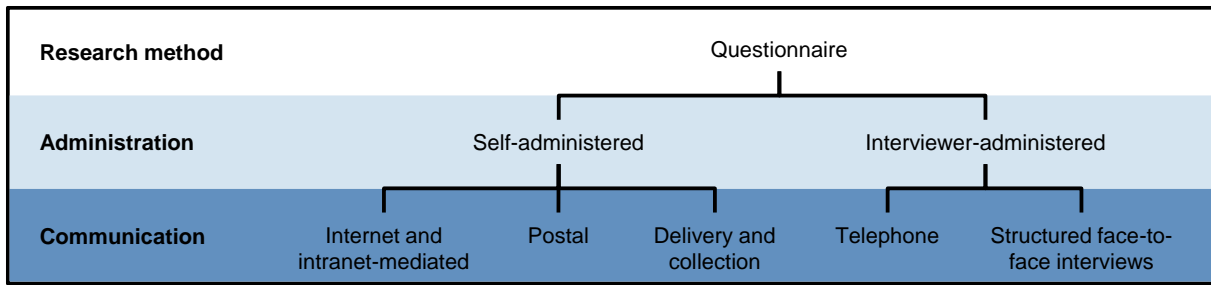 Research method
Questionnaire
Administration
Self-administered
Interviewer-administered
Communication
Internet and
intranet-mediated
Postal
Delivery and
collection
Telephone
Structured face-to-
face interviews